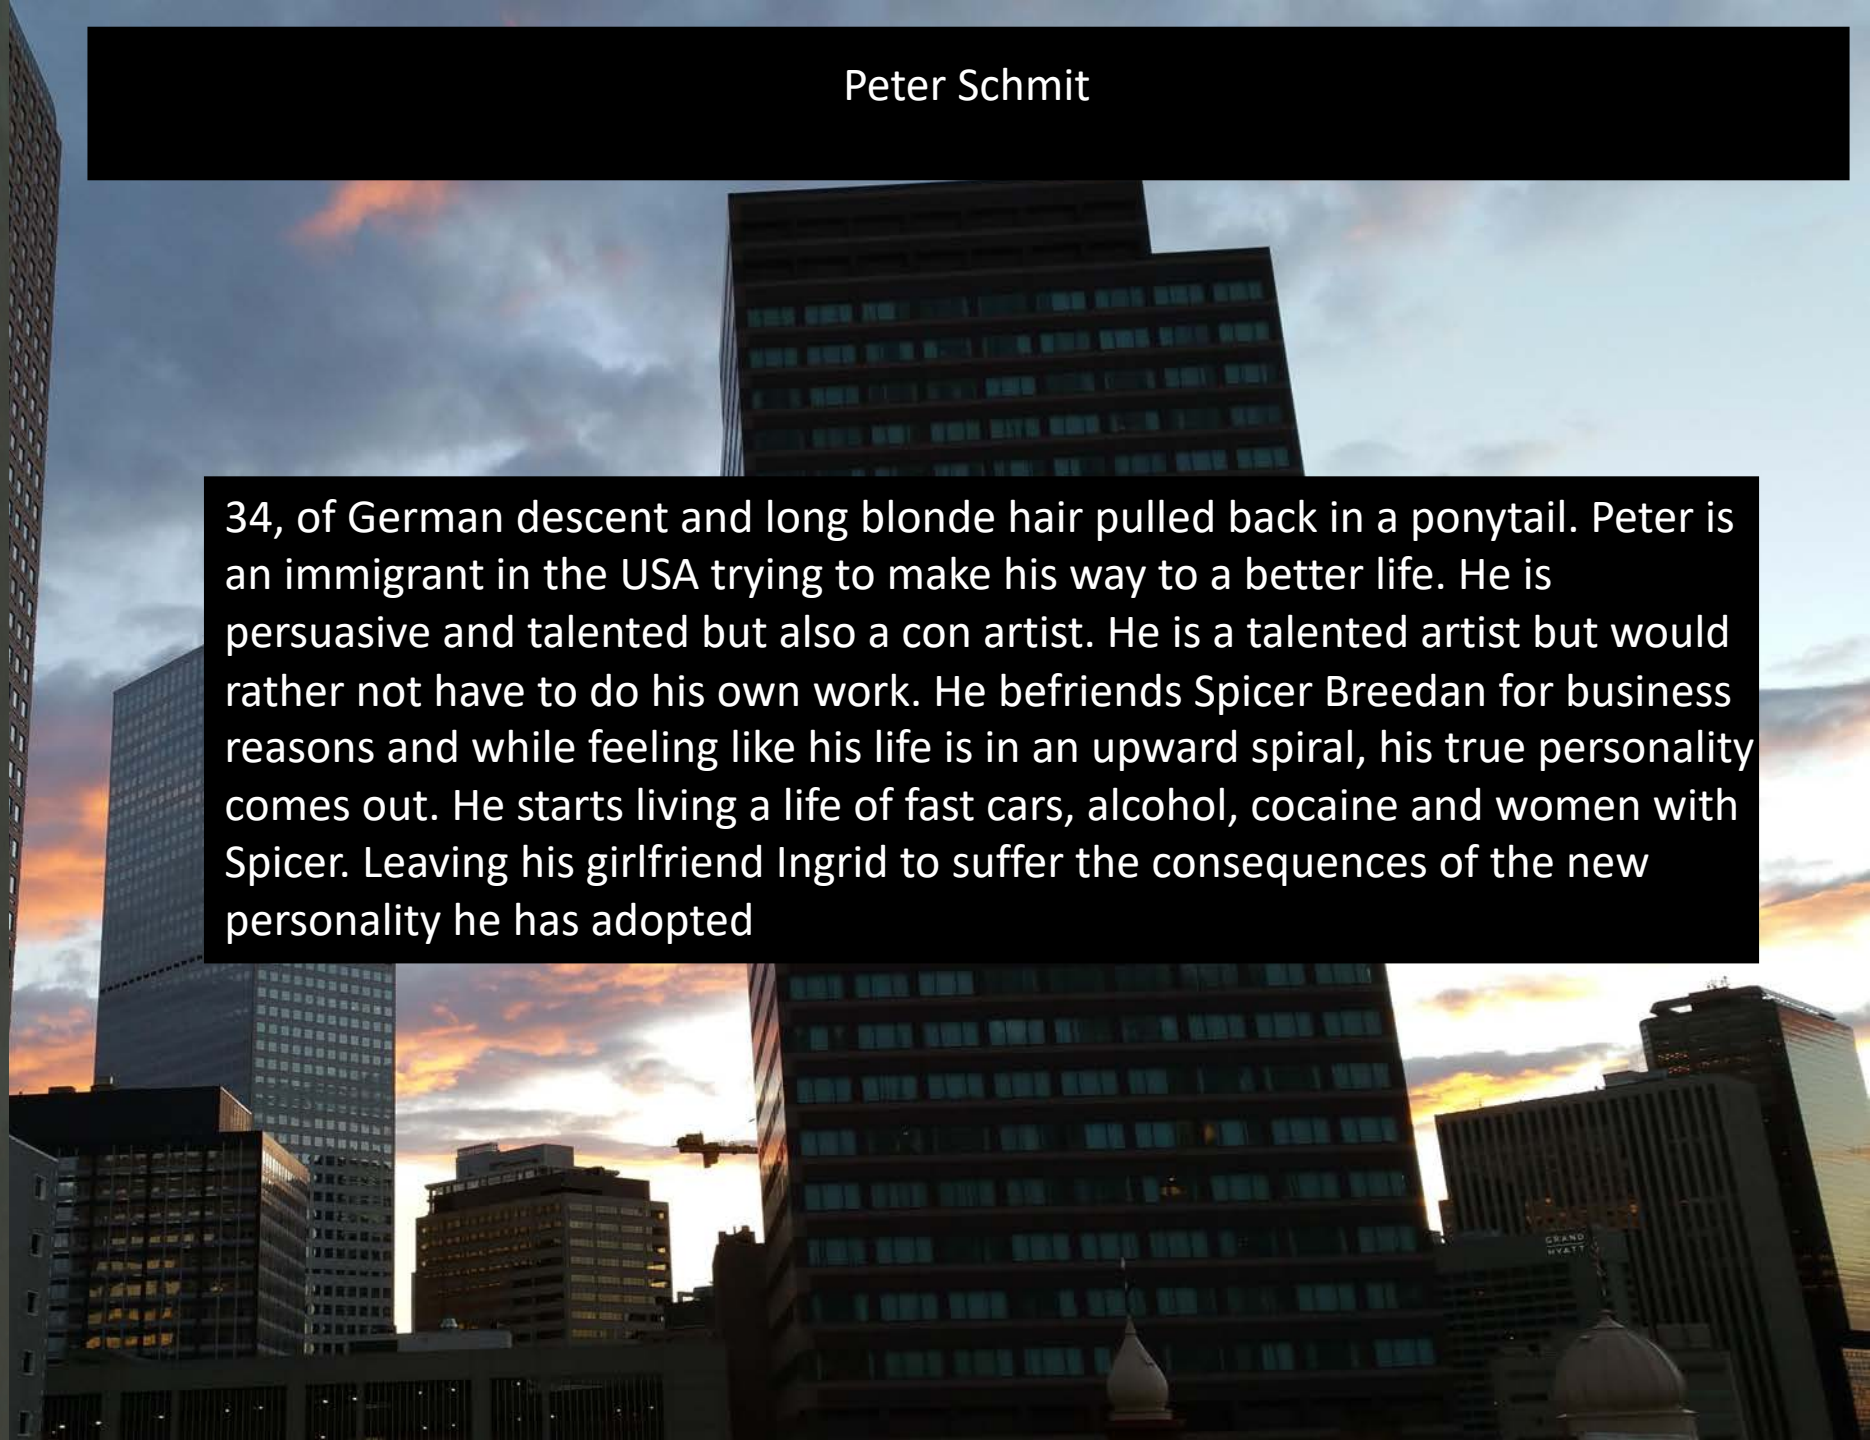 Peter Schmit
34, of German descent and long blonde hair pulled back in a ponytail. Peter is
an immigrant in the USA trying to make his way to a better life. He is
persuasive and talented but also a con artist. He is a talented artist but would
rather not have to do his own work. He befriends Spicer Breedan for business
reasons and while feeling like his life is in an upward spiral, his true personality
comes out. He starts living a life of fast cars, alcohol, cocaine and women with
Spicer. Leaving his girlfriend Ingrid to suffer the consequences of the new
personality he has adopted
GRAND
HYATT